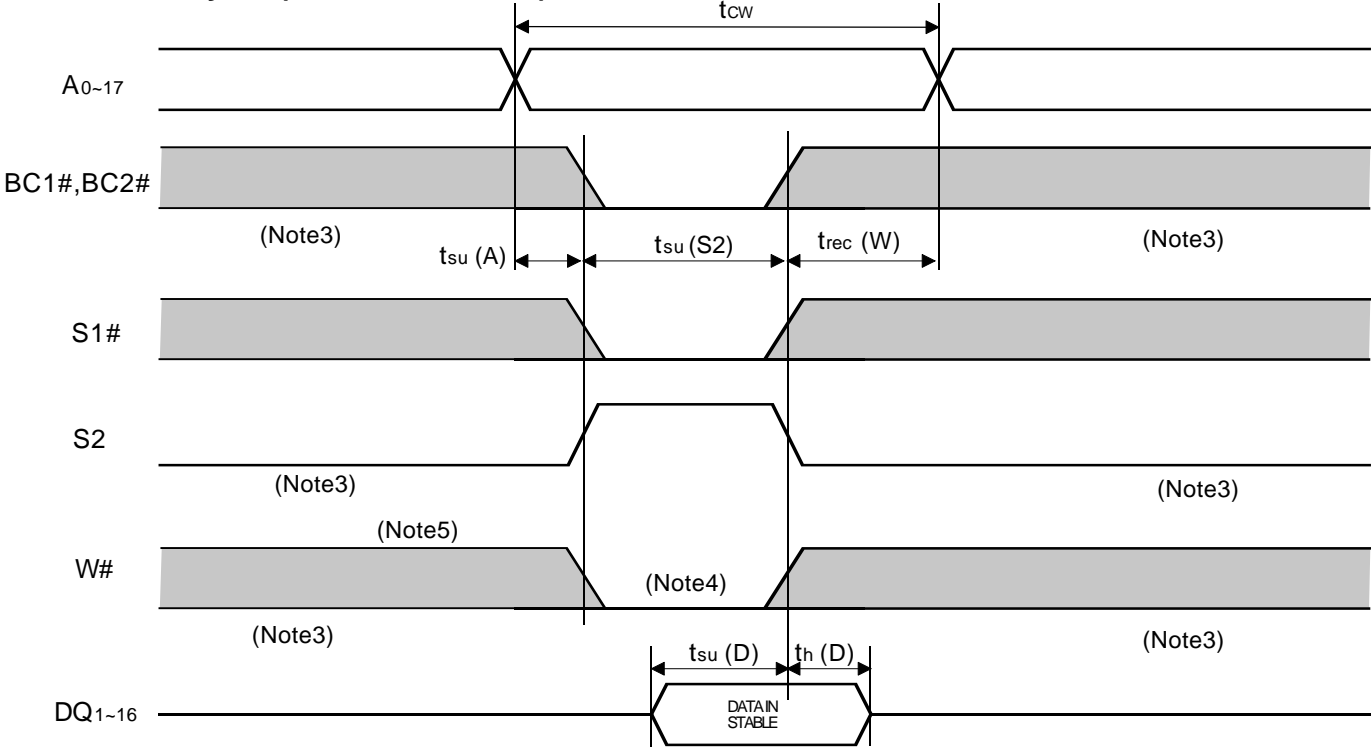 tCW
A0~17
BC1#,BC2#
(Note3)
(Note3)
tsu (A)
tsu (S2)
trec (W)
S1#
S2
(Note3)
(Note3)
(Note5)
W#
(Note4)
(Note3)
(Note3)
tsu (D)
th (D)
DQ1~16
DATA IN
STABLE